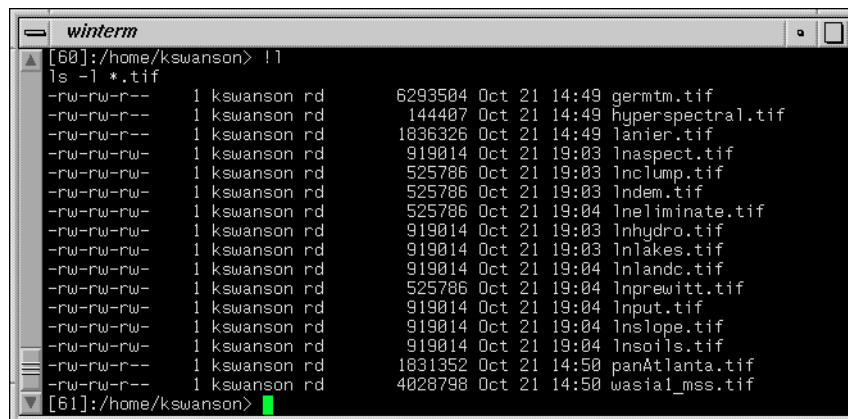 winterm
[60]:/home/kswanson> !l
ls -l *.tif
-rw-rw-r-- 1 kswanson rd 6293504 Oct 21 14:49 germtm.tif
-rw-rw-r-- 1 kswanson rd 144407 Oct 21 14:49 hyperspectral.tif
-rw-rw-r-- 1 kswanson rd 1836326 Oct 21 14:49 lanier.tif
-rw-rw-rw- 1 kswanson rd 919014 Oct 21 19:03 lnaspect.tif
-rw-rw-rw- 1 kswanson rd 525786 Oct 21 19:03 lnclump.tif
-rw-rw-rw- 1 kswanson rd 525786 Oct 21 19:03 lndem.tif
-rw-rw-rw- 1 kswanson rd 525786 Oct 21 19:04 lneliminate.tif
-rw-rw-rw- 1 kswanson rd 919014 Oct 21 19:03 lnhydro.tif
-rw-rw-rw- 1 kswanson rd 919014 Oct 21 19:03 lnlakes.tif
-rw-rw-rw- 1 kswanson rd 919014 Oct 21 19:04 lnlandc.tif
-rw-rw-rw- 1 kswanson rd 525786 Oct 21 19:04 lnprewitt.tif
-rw-rw-rw- 1 kswanson rd 919014 Oct 21 19:04 lnput.tif
-rw-rw-rw- 1 kswanson rd 919014 Oct 21 19:04 lnslope.tif
-rw-rw-rw- 1 kswanson rd 919014 Oct 21 19:04 lnsoils.tif
-rw-rw-r-- 1 kswanson rd 1831352 Oct 21 14:50 panAtlanta.tif
-rw-rw-r-- 1 kswanson rd 4028798 Oct 21 14:50 wasia1_mss.tif
[61]:/home/kswanson>